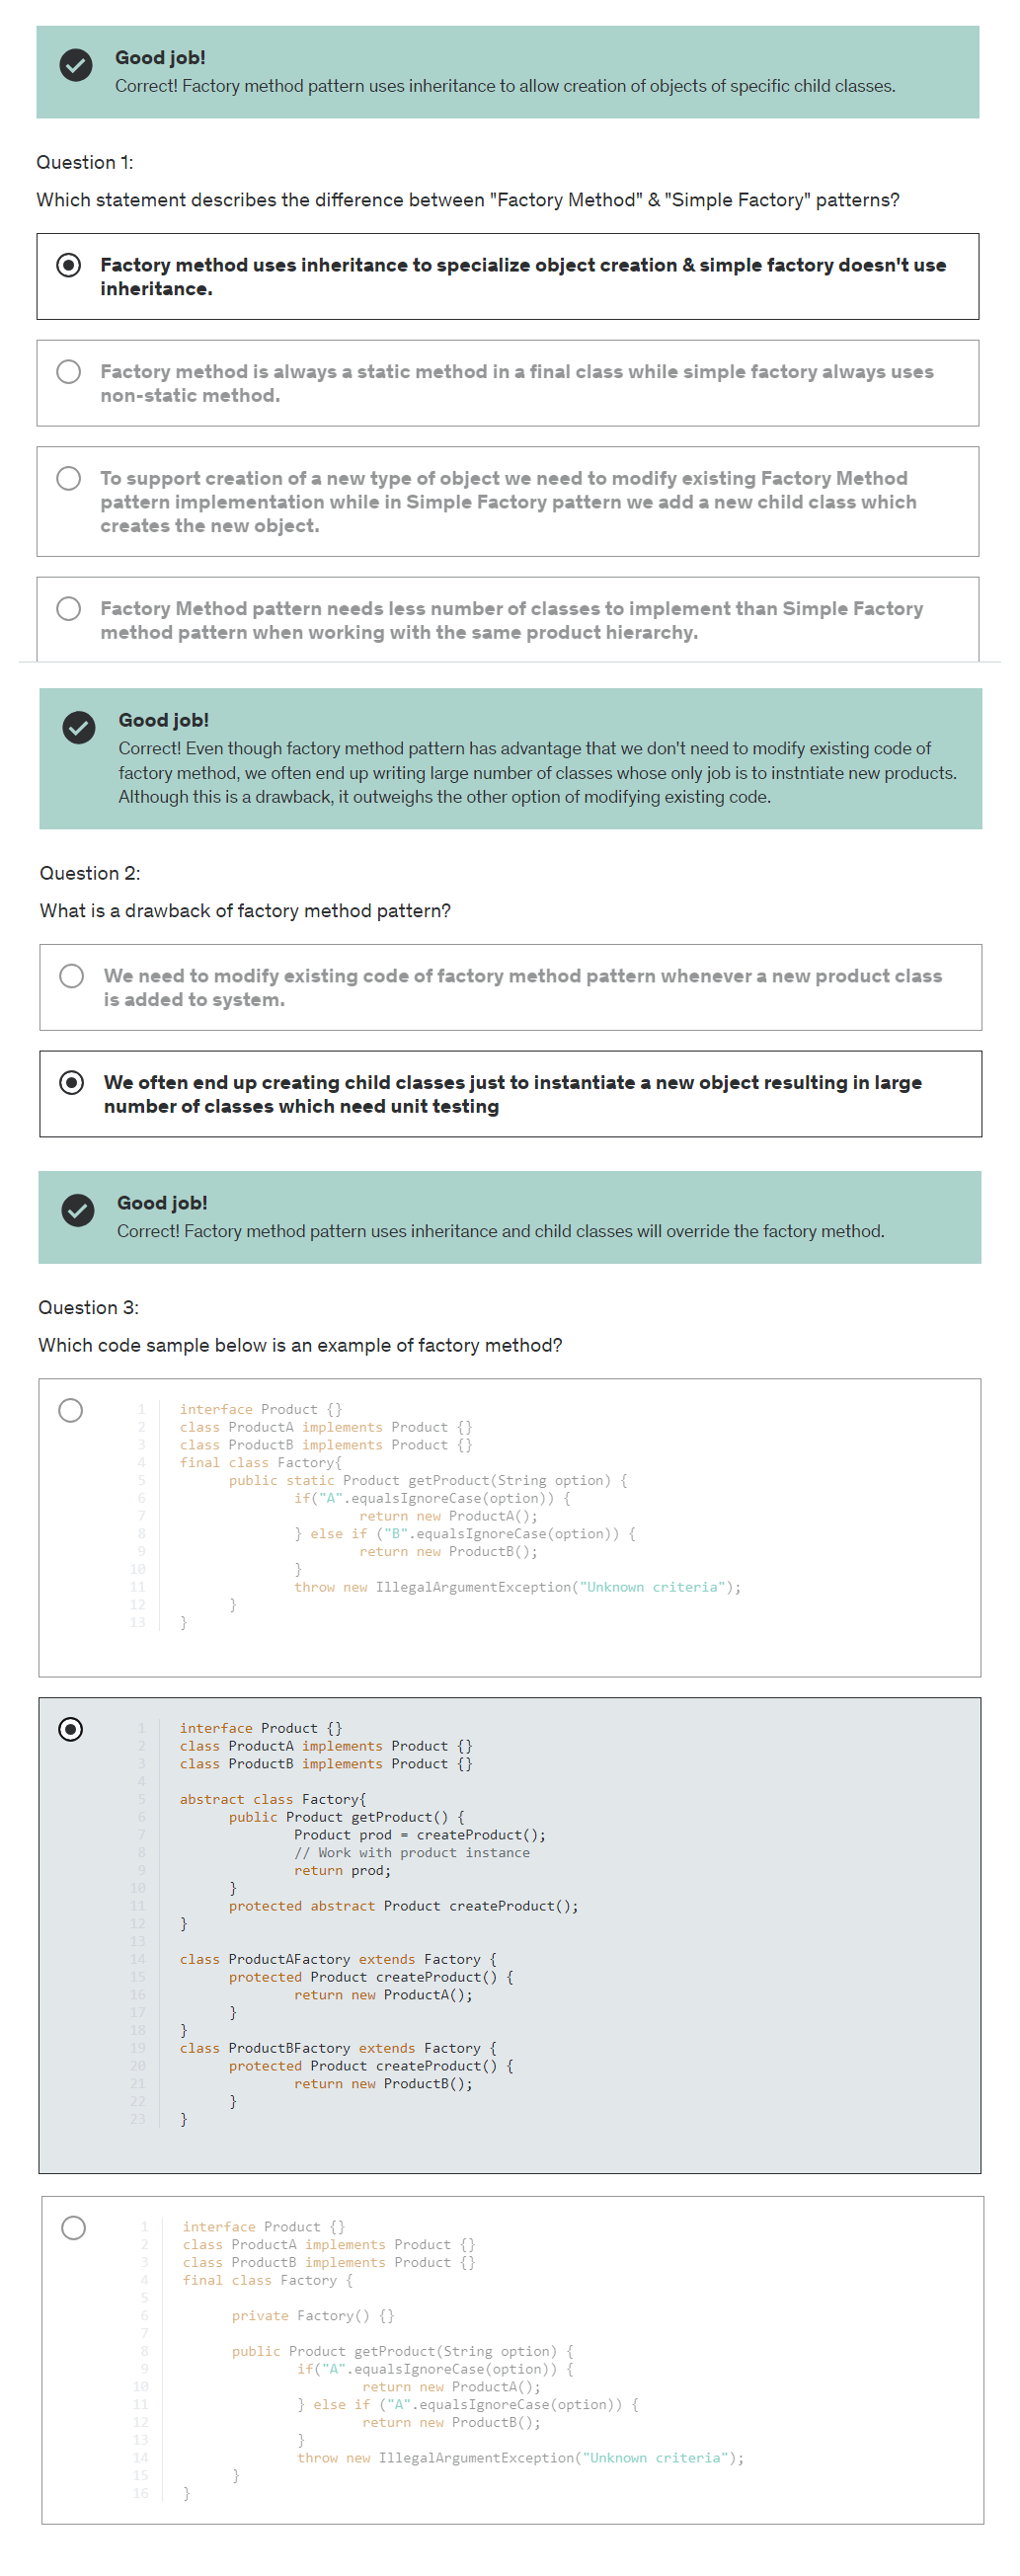 Good job!
Correct! Factory method pattern uses inheritance to allow creation of objects of specific child classes.
Question 1:
Which statement describes the difference between "Factory Method" & "Simple Factory" patterns?
Factory method uses inheritance to specialize object creation & simple factory doesn't use
inheritance.
Factory method is always a static method in a final class while simple factory always uses
non-static method.
To support creation of a new type of object we need to modify existing Factory Method
pattern implementation while in Simple Factory pattern we add a new child class which
creates the new object.
Factory Method pattern needs less number of classes to implement than Simple Factory
method pattern when working with the same product hierarchy.
Good job!
Correct! Even though factory method pattern has advantage that we don't need to modify existing code of
factory method, we often end up writing large number of classes whose only job is to instntiate new products.
Although this is a drawback, it outweighs the other option of modifying existing code.
Question 2:
What is a drawback of factory method pattern?
We need to modify existing code of factory method pattern whenever a new product class
is added to system.
We often end up creating child classes just to instantiate a new object resulting in large
number of classes which need unit testing
Good job!
Correct! Factory method pattern uses inheritance and child classes will override the factory method.
Question 3:
Which code sample below is an example of factory method?
1 interface Product {}
2 class ProductA implements Product {}
3 class ProductB implements Product {}
4 final class Factory{
5 public static Product getProduct(String option) {
6 if("A".equalsIgnoreCase(option)) {
7 return new ProductA();
8 } else if ("B".equalsIgnoreCase(option)) {
9 return new ProductB();
10 }
11 throw new IllegalArgumentException("Unknown criteria");
12 }
13 }
1 interface Product {}
2 class ProductA implements Product {}
3 class ProductB implements Product {}
4
5 abstract class Factory{
6 public Product getProduct() {
7 Product prod = createProduct();
8 // Work with product instance
9 return prod;
10 }
11 protected abstract Product createProduct();
12 }
13
14 class ProductAFactory extends Factory {
15 protected Product createProduct() {
16 return new ProductA();
17 }
18 }
19 class ProductBFactory extends Factory {
20 protected Product createProduct() {
21 return new ProductB();
22 }
23 }
1 interface Product {}
2 class ProductA implements Product {}
3 class ProductB implements Product {}
4 final class Factory {
5
6 private Factory() {}
7
8 public Product getProduct(String option) {
9 if("A".equalsIgnoreCase(option)) {
10 return new ProductA();
11 } else if ("A".equalsIgnoreCase(option)) {
12 return new ProductB();
13 }
14 throw new IllegalArgumentException("Unknown criteria");
15 }
16 }